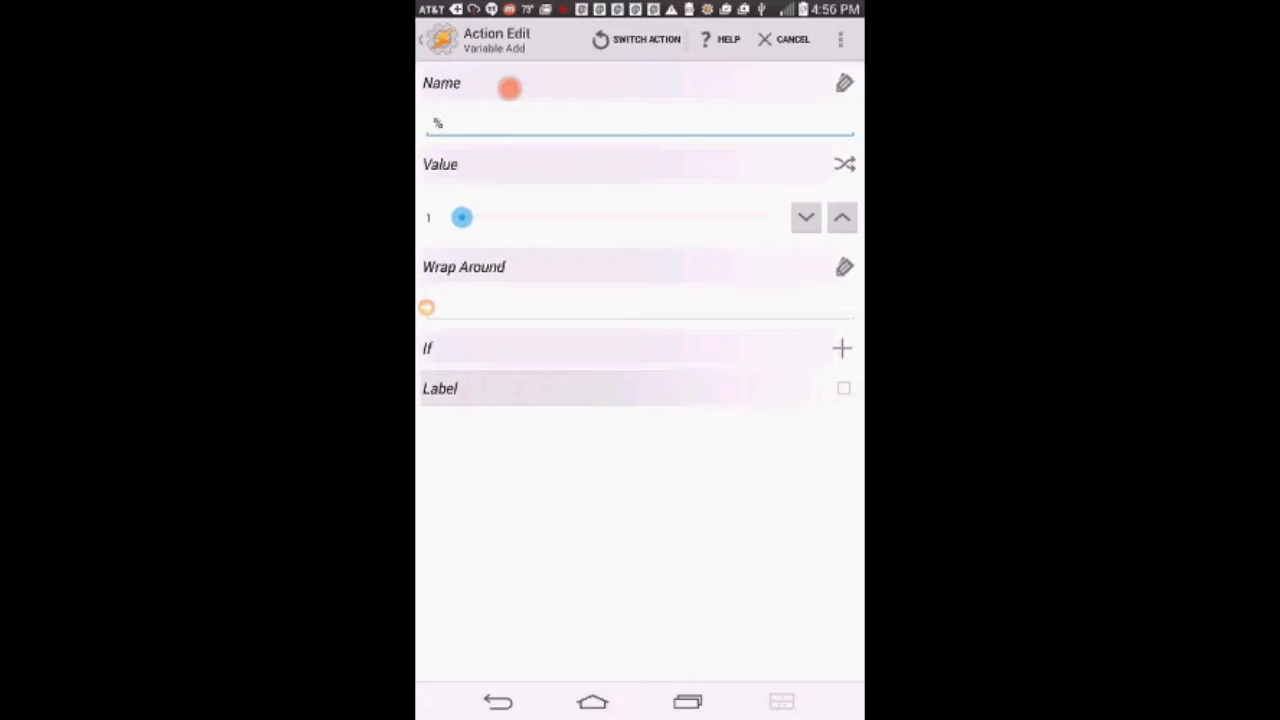 AT&T 73° 4:56 PM
Action Edit
Variable Add
SWITCH ACTION
? HELP
CANCEL
Name
%
Value
1
Wrap Around
If
Label